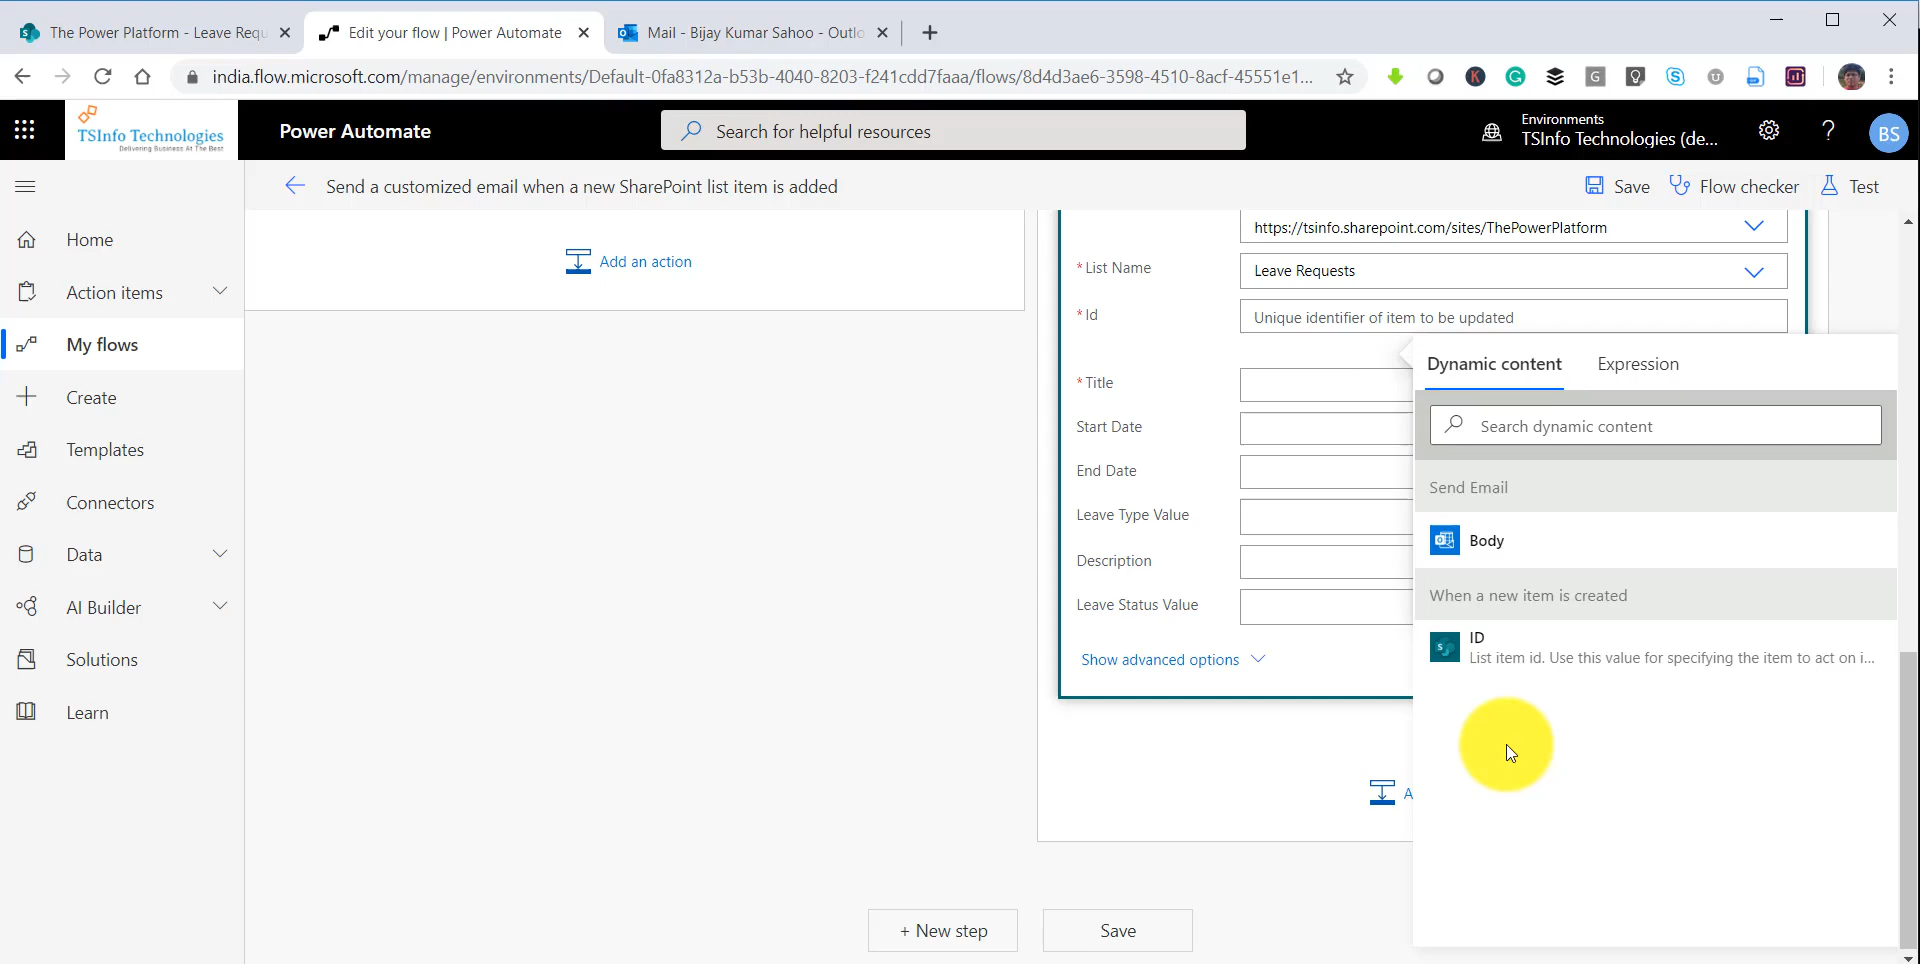 The Power Platform - Leave Requ
Edit your flow | Power Automate
Mail - Bijay Kumar Sahoo - Outlo
india.flow.microsoft.com/manage/environments/Default-0fa8312a-b53b-4040-8203-f241cdd7faaa/flows/8d4d3ae6-3598-4510-8acf-45551e1...
TSInfo Technologies
Delivering Business At The Best
Power Automate
Search for helpful resources
Environments
TSInfo Technologies (de...
?
BS
Send a customized email when a new SharePoint list item is added
Save
Flow checker
Test
Home
Action items
My flows
Create
Templates
Connectors
Data
AI Builder
Solutions
Learn
Add an action
https://tsinfo.sharepoint.com/sites/ThePowerPlatform
* List Name
Leave Requests
* Id
Unique identifier of item to be updated
* Title
Start Date
End Date
Leave Type Value
Description
Leave Status Value
Show advanced options
A
Dynamic content
Expression
Search dynamic content
Send Email
Body
When a new item is created
ID
List item id. Use this value for specifying the item to act on i...
+ New step
Save